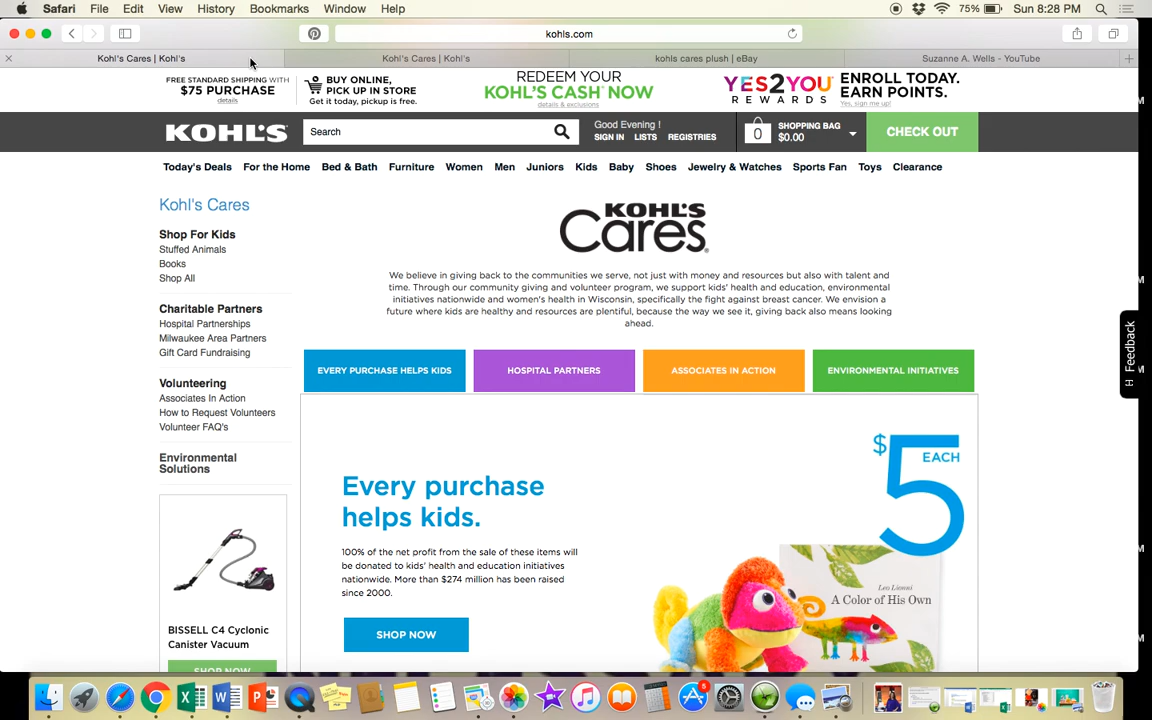 Safari File Edit View History Bookmarks Window Help
75% Sun 8:28 PM
kohls.com
Kohl's Cares | Kohl's
Kohl's Cares | Kohl's
kohls cares plush | eBay
Suzanne A. Wells - YouTube
FREE STANDARD SHIPPING WITH
$75 PURCHASE
details
BUY ONLINE,
PICK UP IN STORE
Get it today, pickup is free.
REDEEM YOUR
KOHL'S CASH NOW
details & exclusions
YES2YOU
REWARDS
ENROLL TODAY.
EARN POINTS.
Yes, sign me up!
KOHL'S
Search
Good Evening !
SIGN IN LISTS REGISTRIES
0
SHOPPING BAG
$0.00
CHECK OUT
Today's Deals For the Home Bed & Bath Furniture Women Men Juniors Kids Baby Shoes Jewelry & Watches Sports Fan Toys Clearance
Kohl's Cares
Shop For Kids
Stuffed Animals
Books
Shop All
Charitable Partners
Hospital Partnerships
Milwaukee Area Partners
Gift Card Fundraising
Volunteering
Associates In Action
How to Request Volunteers
Volunteer FAQ's
Environmental
Solutions
BISSELL C4 Cyclonic
Canister Vacuum
SHOP NOW
KOHL'S
Cares®
We believe in giving back to the communities we serve, not just with money and resources but also with talent and
time. Through our community giving and volunteer program, we support kids' health and education, environmental
initiatives nationwide and women's health in Wisconsin, specifically the fight against breast cancer. We envision a
future where kids are healthy and resources are plentiful, because the way we see it, giving back also means looking
ahead.
EVERY PURCHASE HELPS KIDS
HOSPITAL PARTNERS
ASSOCIATES IN ACTION
ENVIRONMENTAL INITIATIVES
Every purchase
helps kids.
100% of the net profit from the sale of these items will
be donated to kids' health and education initiatives
nationwide. More than $274 million has been raised
since 2000.
SHOP NOW
$5
EACH
Leo Lionni
A Color of His Own
Feedback